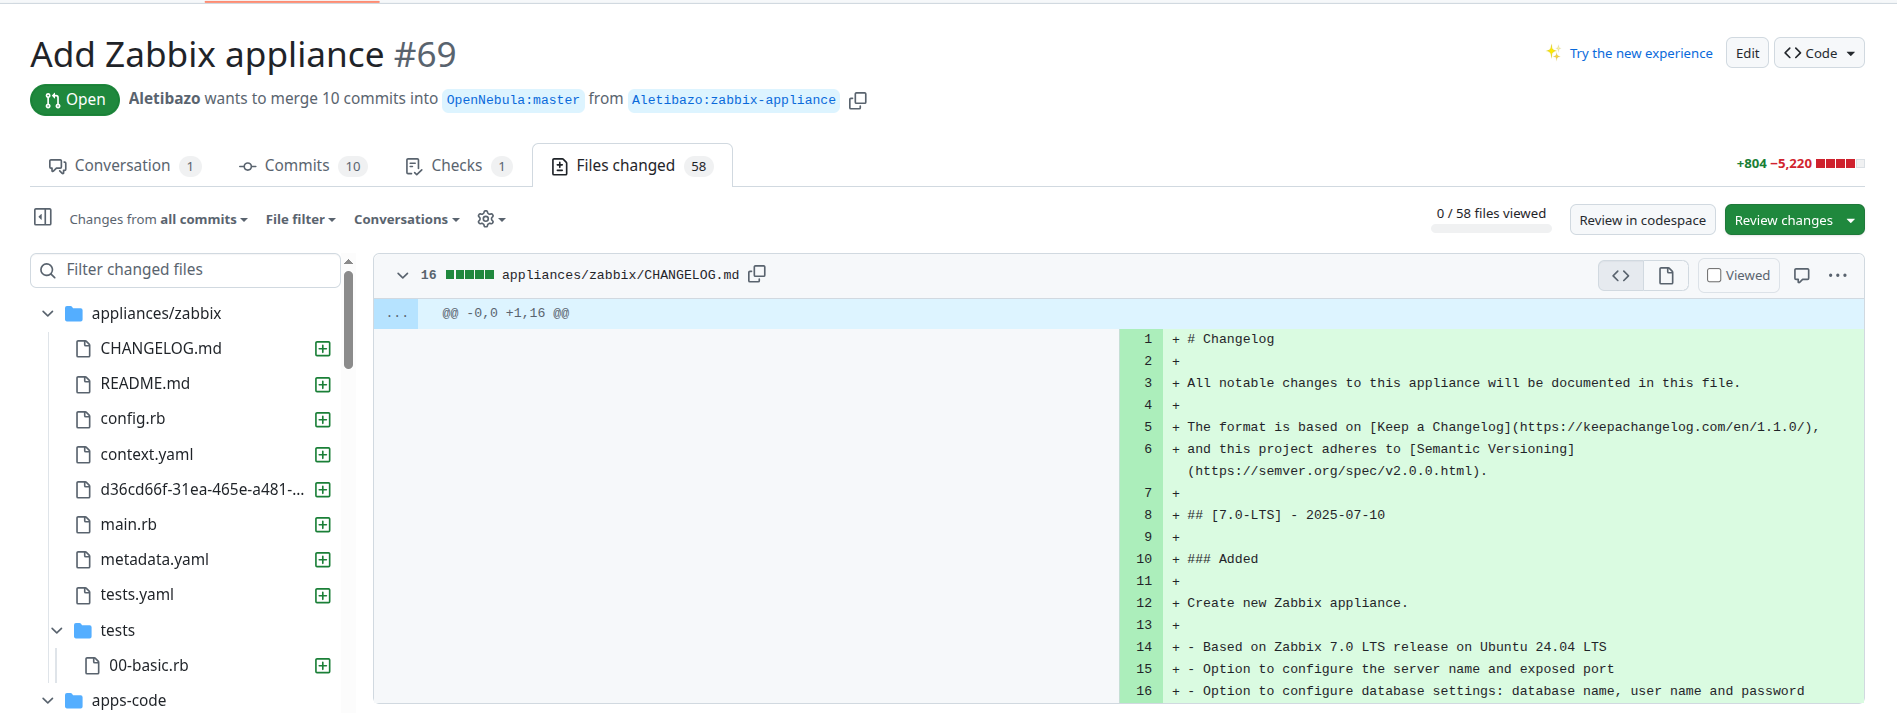 Add Zabbix appliance #69
Try the new experience
Edit
Code
Open
Aletibazo wants to merge 10 commits into OpenNebula:master from Aletibazo:zabbix-appliance
Conversation 1
Commits 10
Checks 1
Files changed 58
+804 −5,220
Changes from all commits
File filter
Conversations
0 / 58 files viewed
Review in codespace
Review changes
Filter changed files
appliances/zabbix
CHANGELOG.md
README.md
config.rb
context.yaml
d36cd66f-31ea-465e-a481-...
main.rb
metadata.yaml
tests.yaml
tests
00-basic.rb
apps-code
16 appliances/zabbix/CHANGELOG.md
Viewed
... @@ -0,0 +1,16 @@
1 + # Changelog
2 +
3 + All notable changes to this appliance will be documented in this file.
4 +
5 + The format is based on [Keep a Changelog](https://keepachangelog.com/en/1.1.0/),
6 + and this project adheres to [Semantic Versioning]
(https://semver.org/spec/v2.0.0.html).
7 +
8 + ## [7.0-LTS] - 2025-07-10
9 +
10 + ### Added
11 +
12 + Create new Zabbix appliance.
13 +
14 + - Based on Zabbix 7.0 LTS release on Ubuntu 24.04 LTS
15 + - Option to configure the server name and exposed port
16 + - Option to configure database settings: database name, user name and password